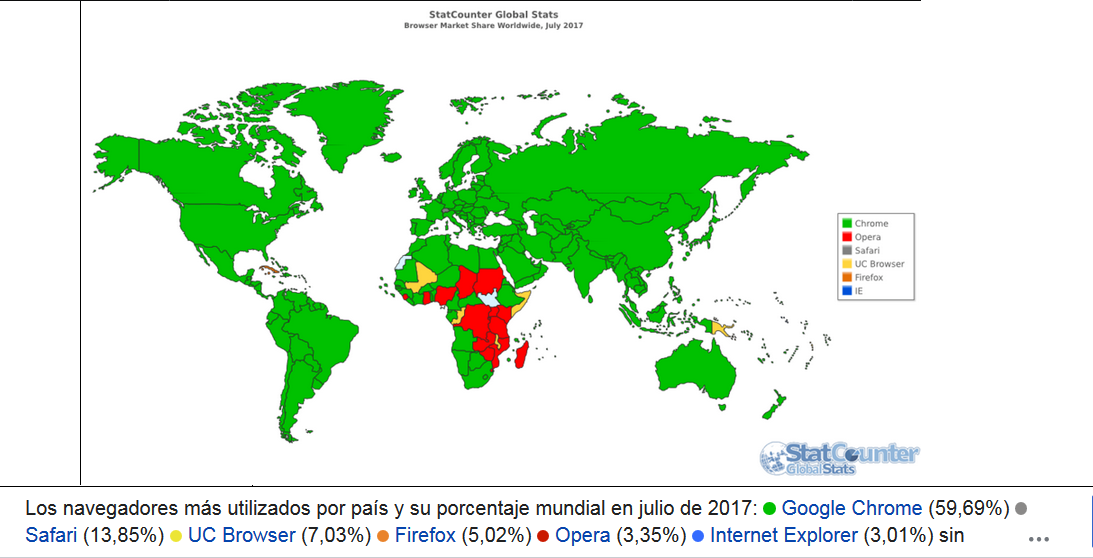 StatCounter Global Stats
Browser Market Share Worldwide, July 2017
Chrome
Opera
Safari
UC Browser
Firefox
IE
StatCounter
GlobalStats
Los navegadores más utilizados por país y su porcentaje mundial en julio de 2017: Google Chrome (59,69%)
Safari (13,85%) UC Browser (7,03%) Firefox (5,02%) Opera (3,35%) Internet Explorer (3,01%) sin
...